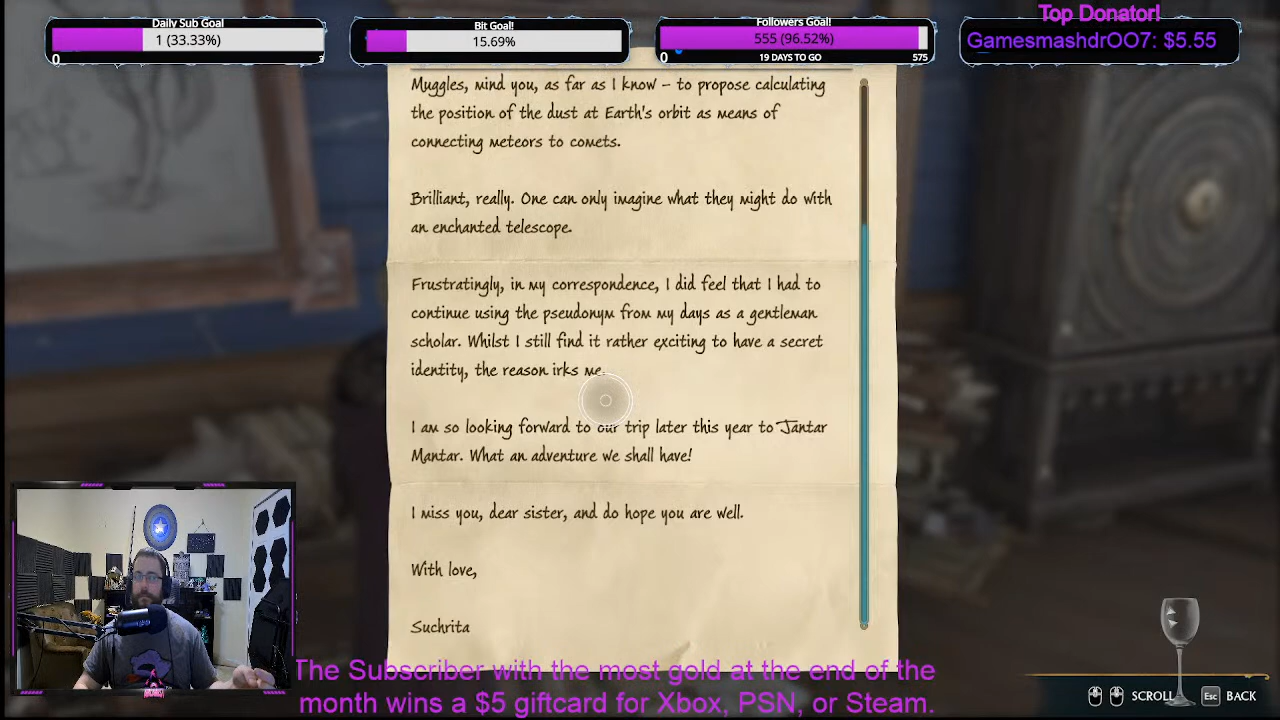 Daily Sub Goal
1 (33.33%)
0
3
Bit Goal!
15.69%
Followers Goal!
555 (96.52%)
0
19 DAYS TO GO
575
Top Donator!
GamesmashdrOO7: $5.55
Muggles, mind you, as far as I know – to propose calculating
the position of the dust at Earth's orbit as means of
connecting meteors to comets.
Brilliant, really. One can only imagine what they might do with
an enchanted telescope.
Frustratingly, in my correspondence, I did feel that I had to
continue using the pseudonym from my days as a gentleman
scholar. Whilst I still find it rather exciting to have a secret
identity, the reason irks me.
I am so looking forward to our trip later this year to Jantar
Mantar. What an adventure we shall have!
I miss you, dear sister, and do hope you are well.
With love,
Suchrita
The Subscriber with the most gold at the end of the
month wins a $5 giftcard for Xbox, PSN, or Steam.
SCROLL
Esc BACK